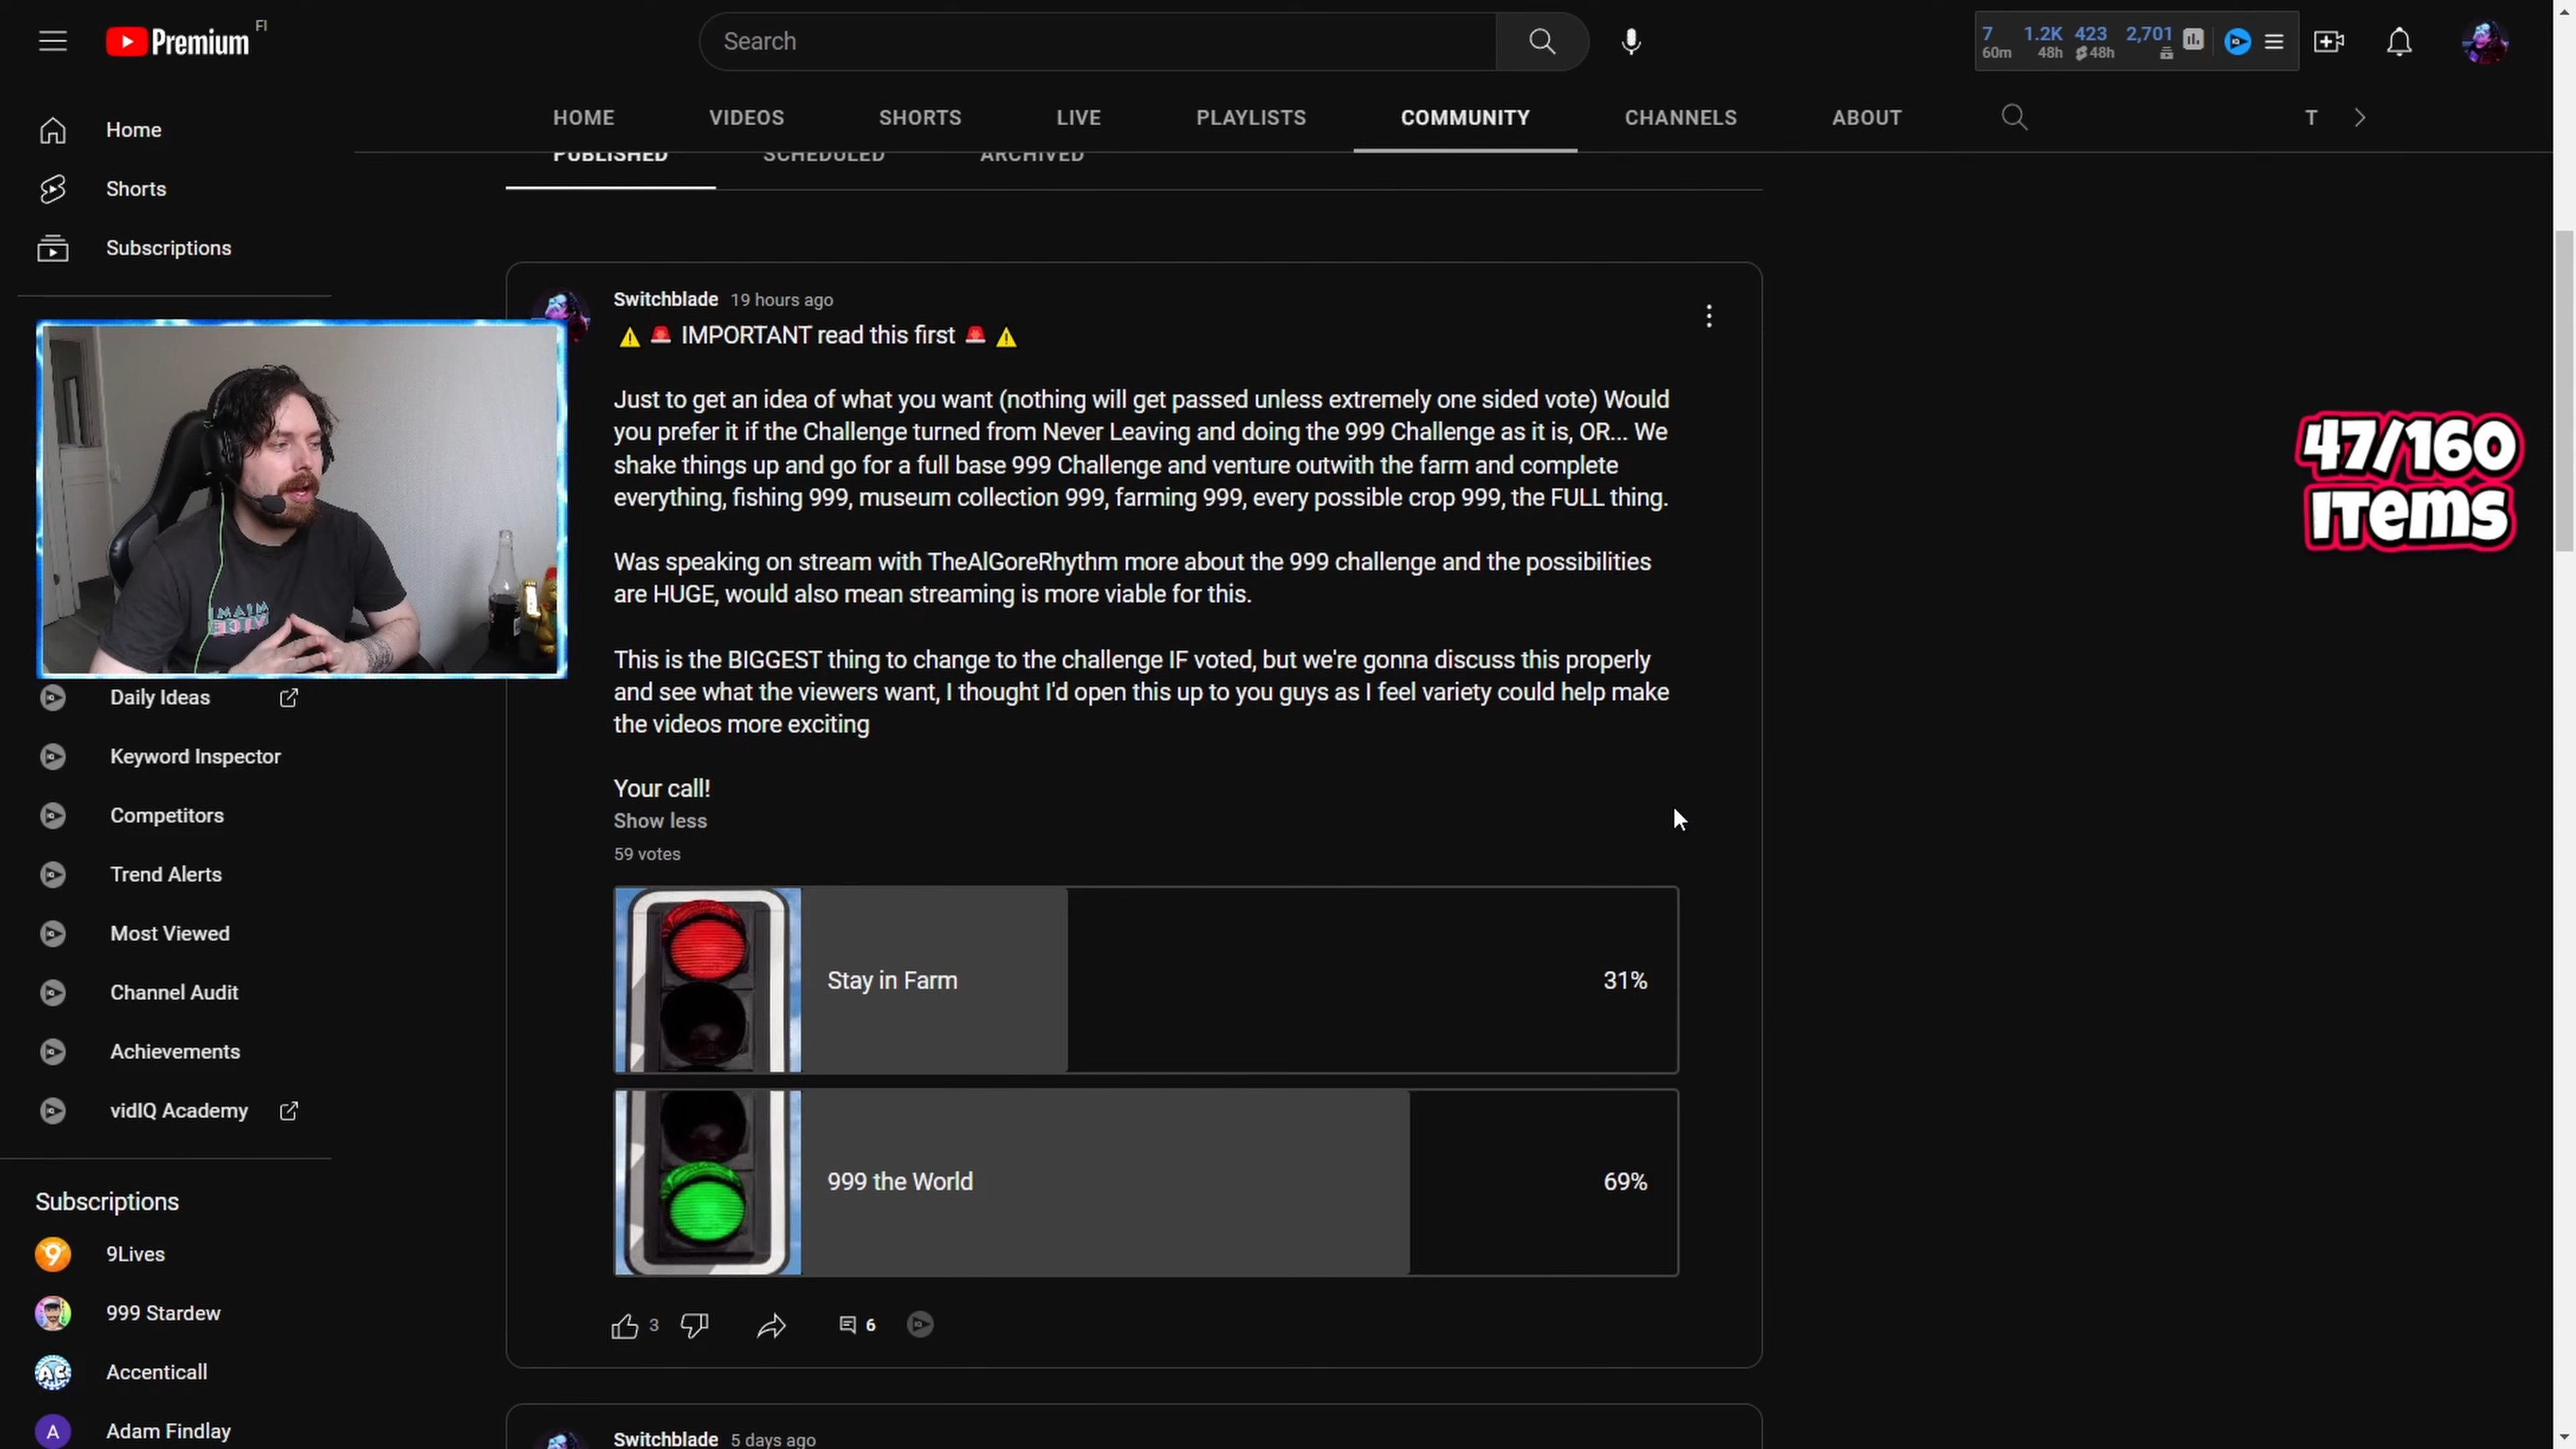 Premium FI
Search
7 1.2K 423 2,701
60m 48h 48h
HOME VIDEOS SHORTS LIVE PLAYLISTS COMMUNITY CHANNELS ABOUT T
PUBLISHED SCHEDULED ARCHIVED
Home
Shorts
Subscriptions
Switchblade 19 hours ago
IMPORTANT read this first
Just to get an idea of what you want (nothing will get passed unless extremely one sided vote) Would
you prefer it if the Challenge turned from Never Leaving and doing the 999 Challenge as it is, OR... We
shake things up and go for a full base 999 Challenge and venture outwith the farm and complete
everything, fishing 999, museum collection 999, farming 999, every possible crop 999, the FULL thing.
Was speaking on stream with TheAlGoreRhythm more about the 999 challenge and the possibilities
are HUGE, would also mean streaming is more viable for this.
This is the BIGGEST thing to change to the challenge IF voted, but we're gonna discuss this properly
and see what the viewers want, I thought I'd open this up to you guys as I feel variety could help make
the videos more exciting
Your call!
Show less
59 votes
Stay in Farm 31%
999 the World 69%
3 6
Switchblade 5 days ago
47/160
ITems
MIAMI
VICE
Daily Ideas
Keyword Inspector
Competitors
Trend Alerts
Most Viewed
Channel Audit
Achievements
vidIQ Academy
Subscriptions
9 9Lives
999 Stardew
AC Accenticall
A Adam Findlay